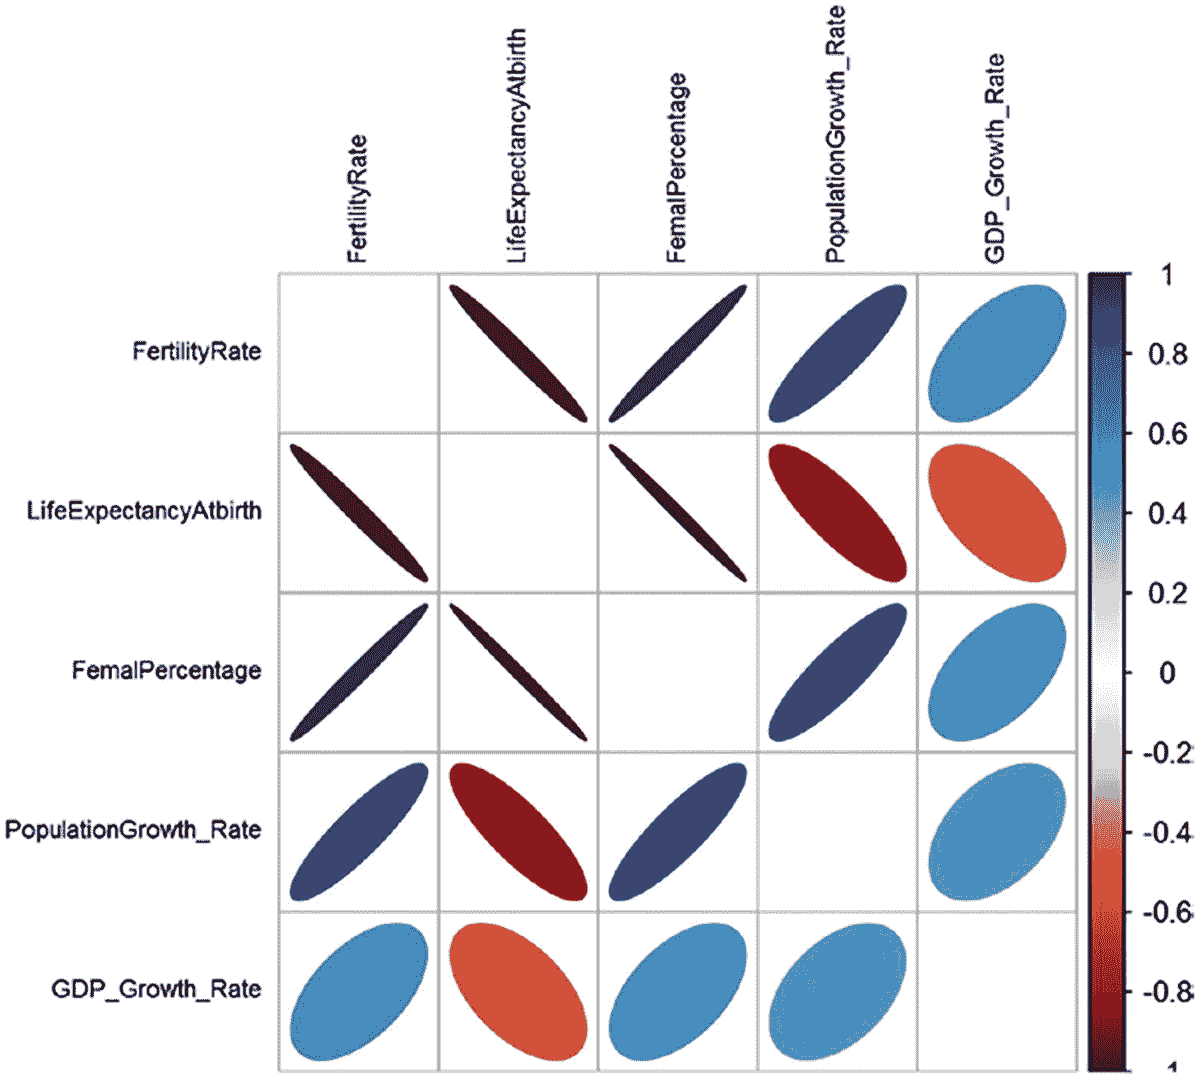 FertilityRate
LifeExpectancyAtbirth
FemalPercentage
PopulationGrowth_Rate
GDP_Growth_Rate
FertilityRate
LifeExpectancyAtbirth
FemalPercentage
PopulationGrowth_Rate
GDP_Growth_Rate
1
0.8
0.6
0.4
0.2
0
-0.2
-0.4
-0.6
-0.8